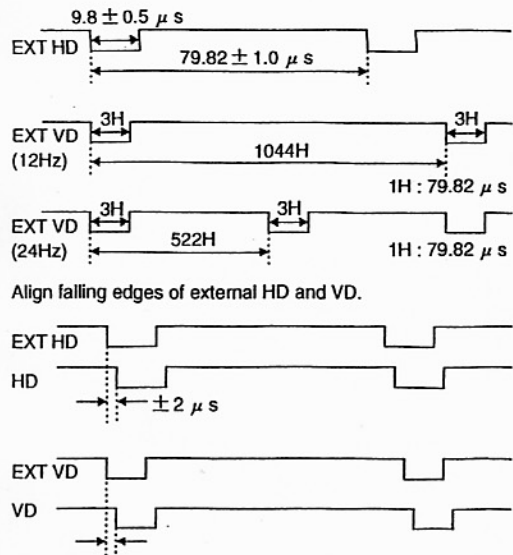 9.8 ± 0.5 μ s
EXT HD
79.82 ± 1.0 μ s
3H
3H
EXT VD
(12Hz)
1044H
1H : 79.82 μ s
3H
3H
EXT VD
(24Hz)
522H
1H : 79.82 μ s
Align falling edges of external HD and VD.
EXT HD
HD
± 2 μ s
EXT VD
VD